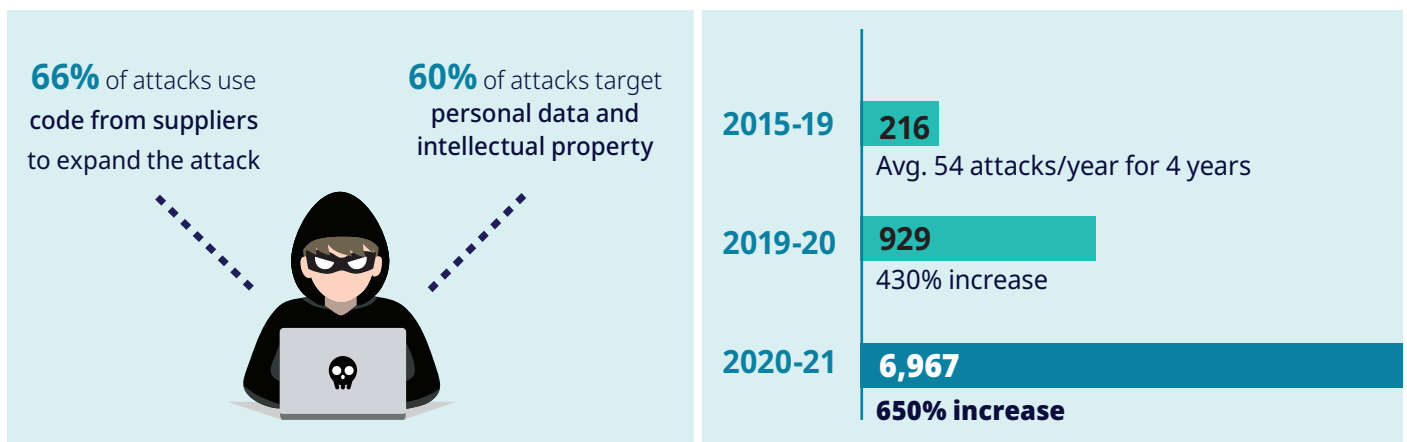 66% of attacks use
code from suppliers
to expand the attack
60% of attacks target
personal data and
intellectual property
2015-19
216
Avg. 54 attacks/year for 4 years
2019-20
929
430% increase
2020-21
6,967
650% increase